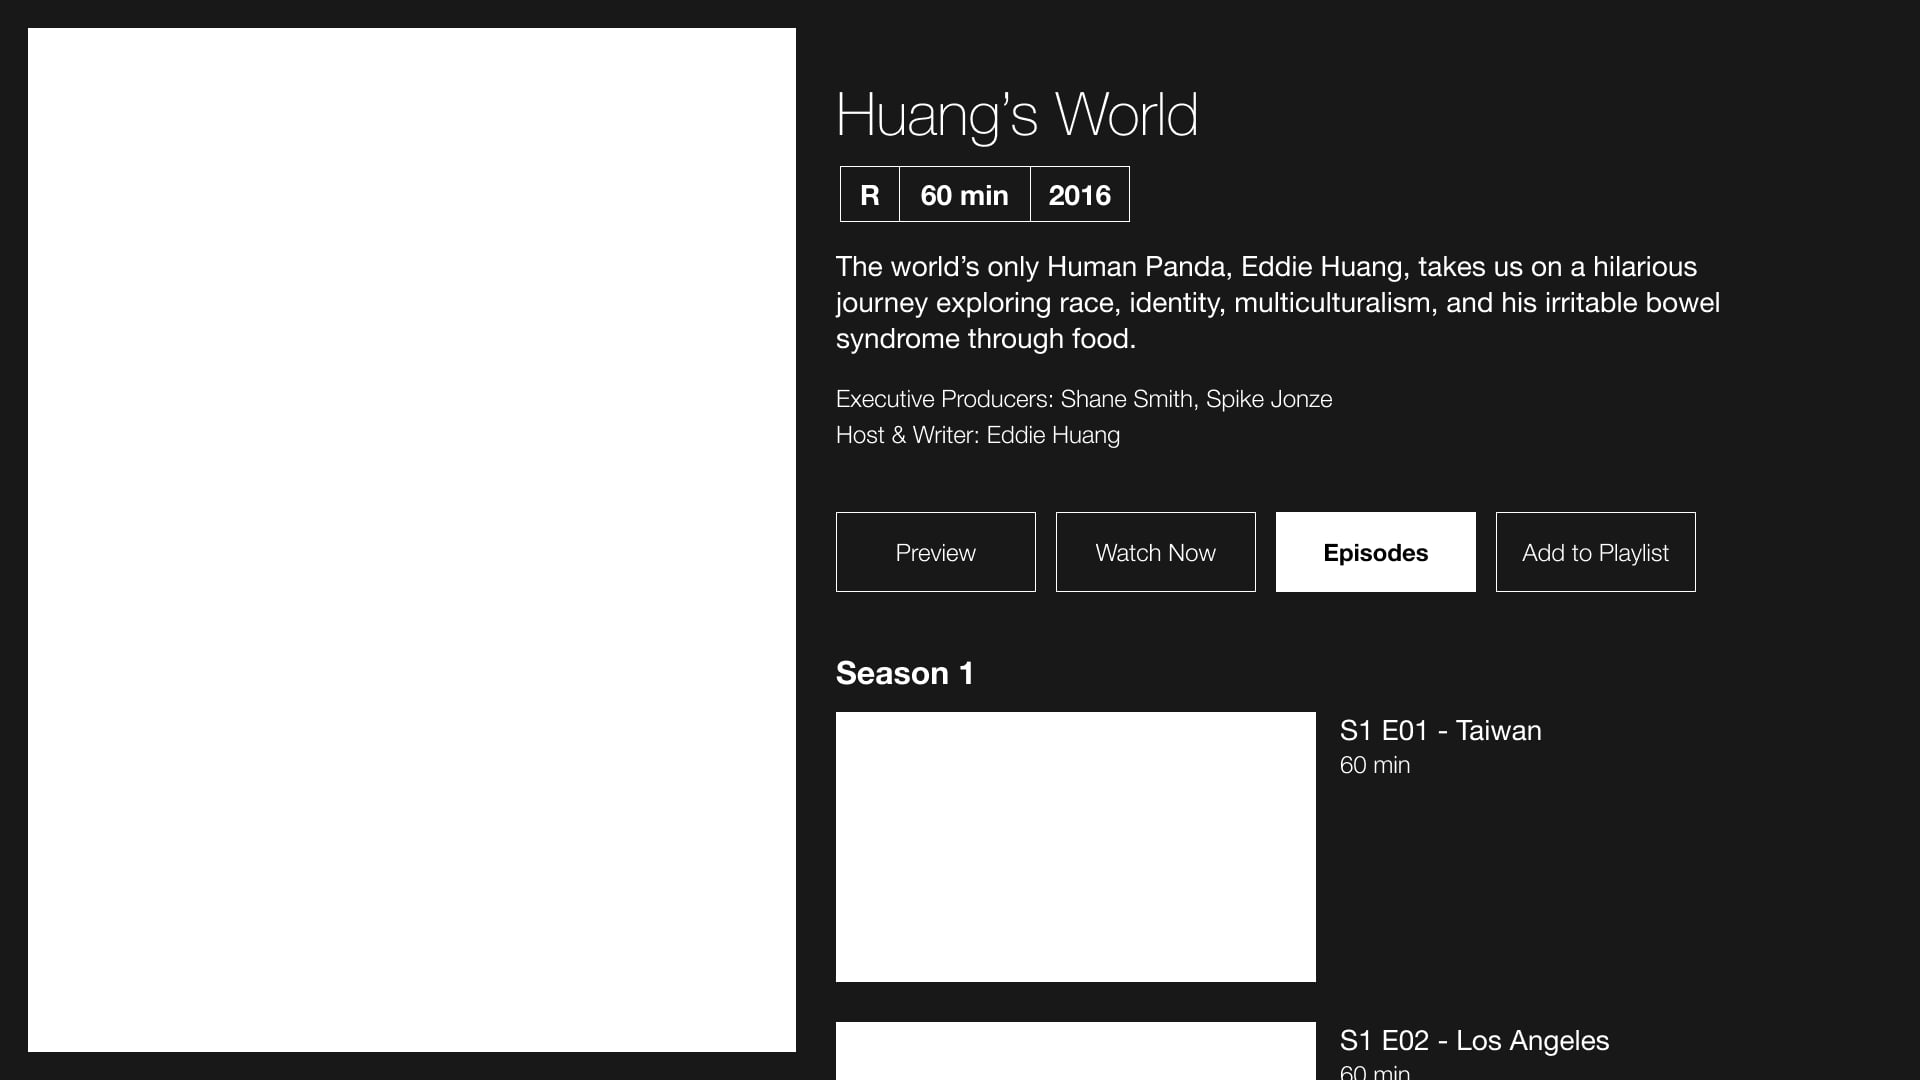 Huang’s World
R 60 min 2016
The world’s only Human Panda, Eddie Huang, takes us on a hilarious
journey exploring race, identity, multiculturalism, and his irritable bowel
syndrome through food.
Executive Producers: Shane Smith, Spike Jonze
Host & Writer: Eddie Huang
Preview Watch Now Episodes Add to Playlist
Season 1
S1 E01 - Taiwan
60 min
S1 E02 - Los Angeles
60 min